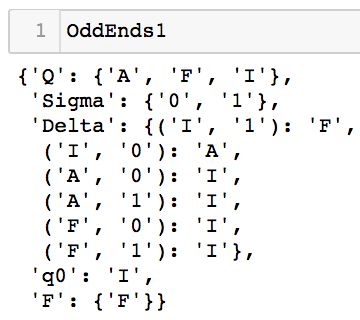 1 OddEnds1
{'Q': {'A', 'F', 'I'},
 'Sigma': {'0', '1'},
 'Delta': {('I', '1'): 'F',
  ('I', '0'): 'A',
  ('A', '0'): 'I',
  ('A', '1'): 'I',
  ('F', '0'): 'I',
  ('F', '1'): 'I'},
 'q0': 'I',
 'F': {'F'}}